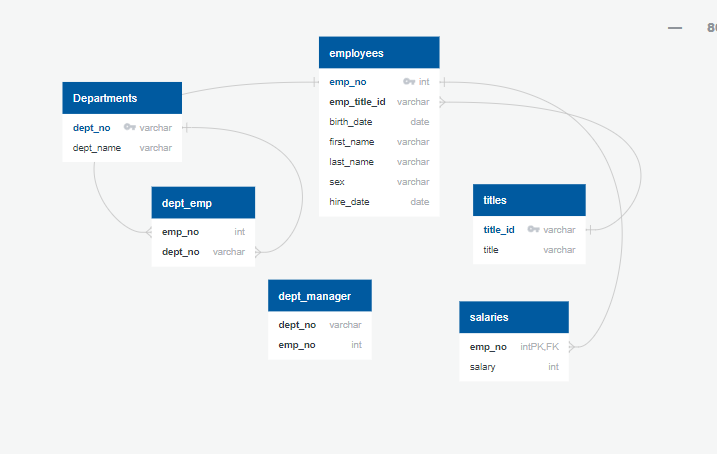 employees
emp_no int
emp_title_id varchar
birth_date date
first_name varchar
last_name varchar
sex varchar
hire_date date
Departments
dept_no varchar
dept_name varchar
dept_emp
emp_no int
dept_no varchar
titles
title_id varchar
title varchar
dept_manager
dept_no varchar
emp_no int
salaries
emp_no intPK,FK
salary int